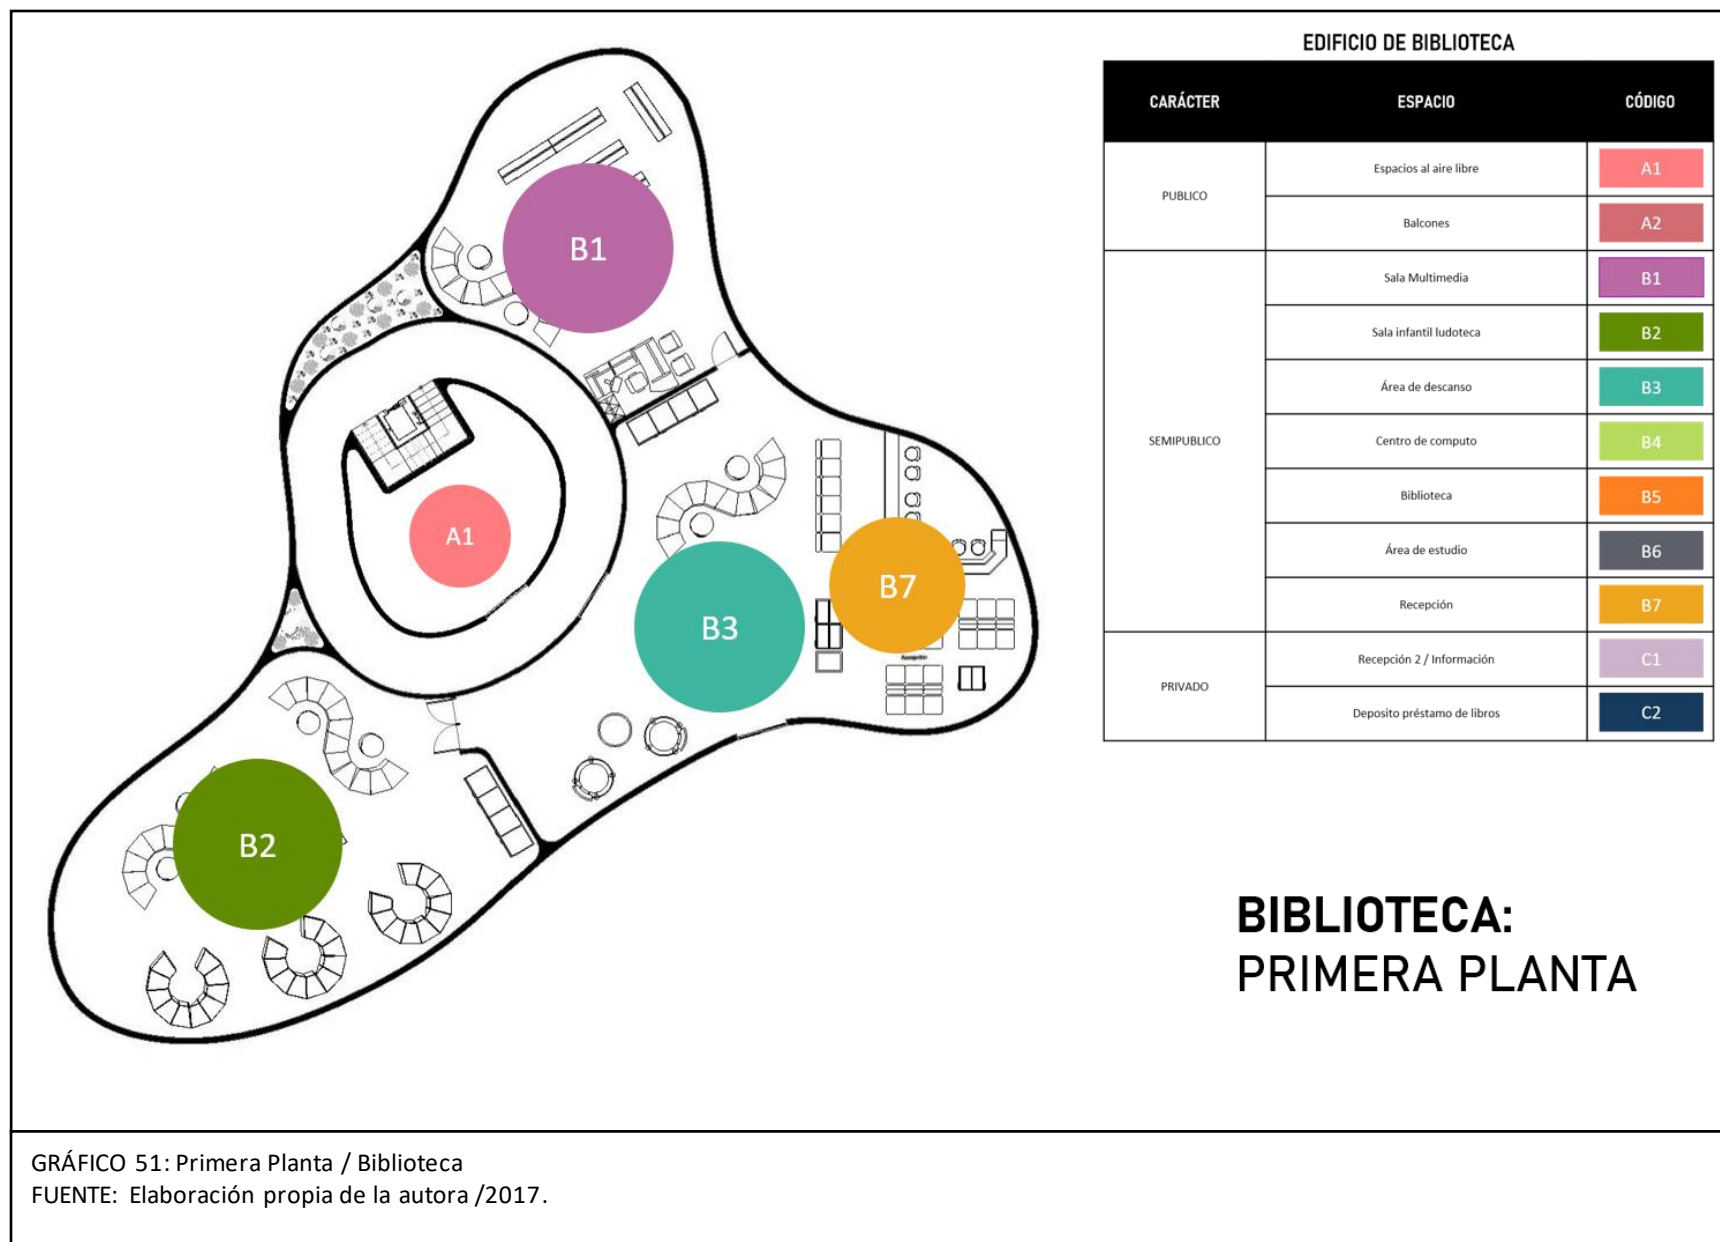 EDIFICIO DE BIBLIOTECA
CARÁCTER ESPACIO CÓDIGO
PUBLICO
Espacios al aire libre A1
Balcones A2
SEMIPUBLICO
Sala Multimedia B1
Sala infantil ludoteca B2
Área de descanso B3
Centro de computo B4
Biblioteca B5
Área de estudio B6
Recepción B7
PRIVADO
Recepción 2 / Información C1
Deposito préstamo de libros C2
B1
A1
B7
B3
Recepción
B2
BIBLIOTECA:
PRIMERA PLANTA
GRÁFICO 51: Primera Planta / Biblioteca
FUENTE: Elaboración propia de la autora /2017.